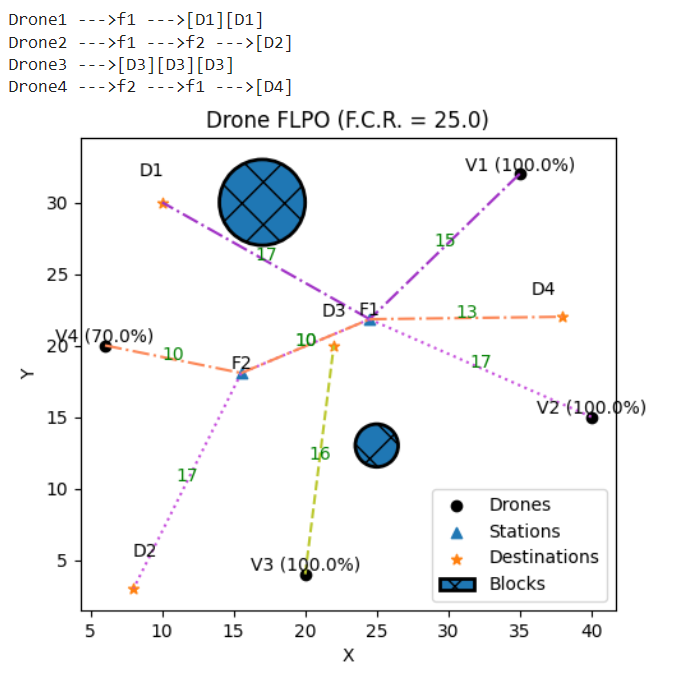 Drone1 --->f1 --->[D1][D1]
Drone2 --->f1 --->f2 --->[D2]
Drone3 --->[D3][D3][D3]
Drone4 --->f2 --->f1 --->[D4]
Drone FLPO (F.C.R. = 25.0)
D1
V1 (100.0%)
30
15
17
25
D4
D3
F1
13
V4 (70.0%)
20
10
10
F2
17
Y
V2 (100.0%)
15
16
17
10
Drones
Stations
D2
Destinations
5
V3 (100.0%)
Blocks
5
10
15
20
25
30
35
40
X